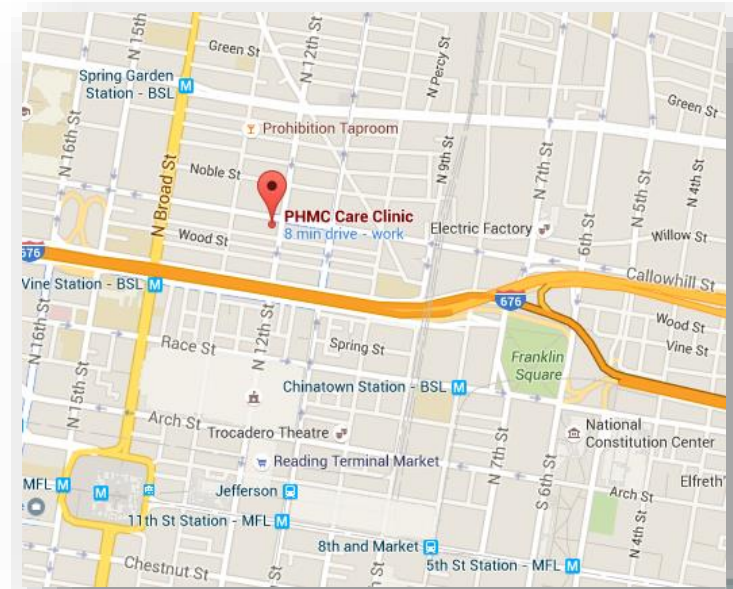 N 15th St
Green St
N 12th St
N Percy St
Spring Garden
Station - BSL
M
Green St
Prohibition Taproom
N 16th St
N Broad St
Noble St
N 9th St
N 7th St
N 5th St
N 4th St
PHMC Care Clinic
8 min drive - work
Electric Factory
6th St
Willow St
Wood St
676
Callowhill St
Vine Station - BSL
M
676
N 16th St
Race St
N 12th St
Spring St
Wood St
Vine St
Franklin
Square
N 15th St
Chinatown Station - BSL
M
Arch St
Trocadero Theatre
National
Constitution Center
Reading Terminal Market
N 7th St
S 6th St
MFL
M
M
Jefferson
Elfreth'
Arch St
11th St Station - MFL
M
N 4th St
8th and Market
Chestnut St
5th St Station - MFL
M